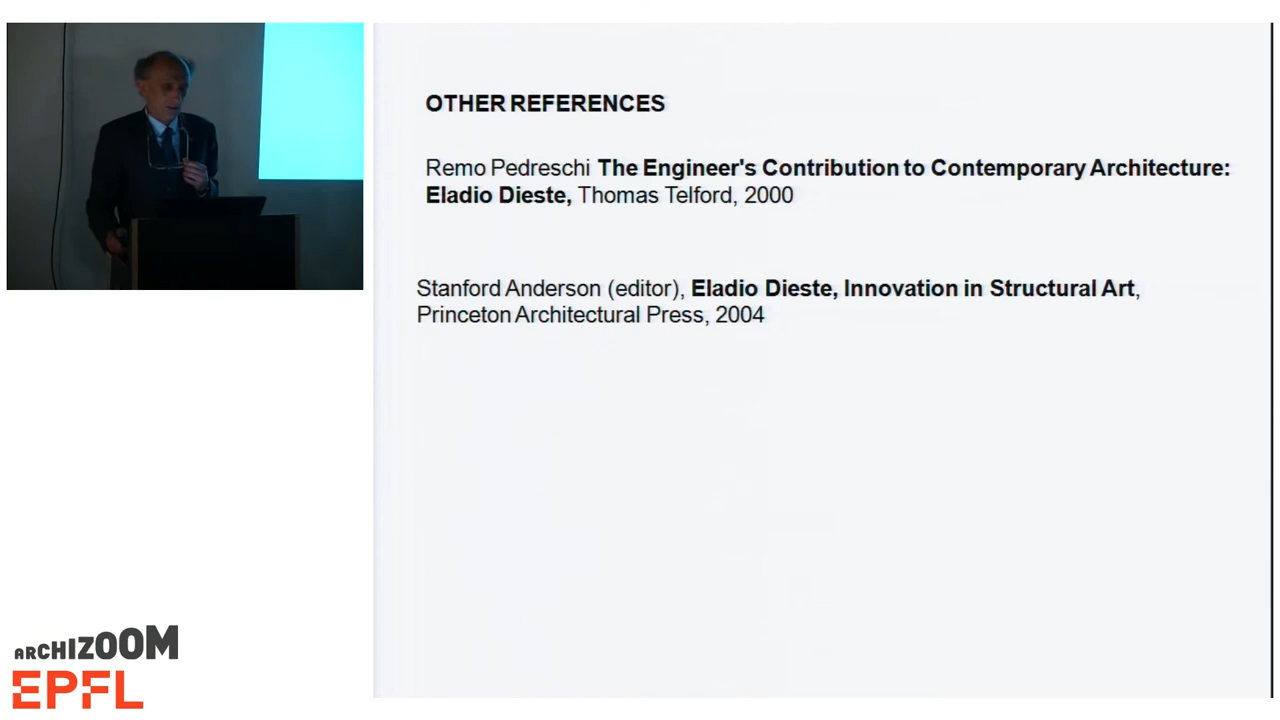 OTHER REFERENCES
Remo Pedreschi The Engineer's Contribution to Contemporary Architecture:
Eladio Dieste, Thomas Telford, 2000
Stanford Anderson (editor), Eladio Dieste, Innovation in Structural Art,
Princeton Architectural Press, 2004
ARCHIZOOM
EPFL